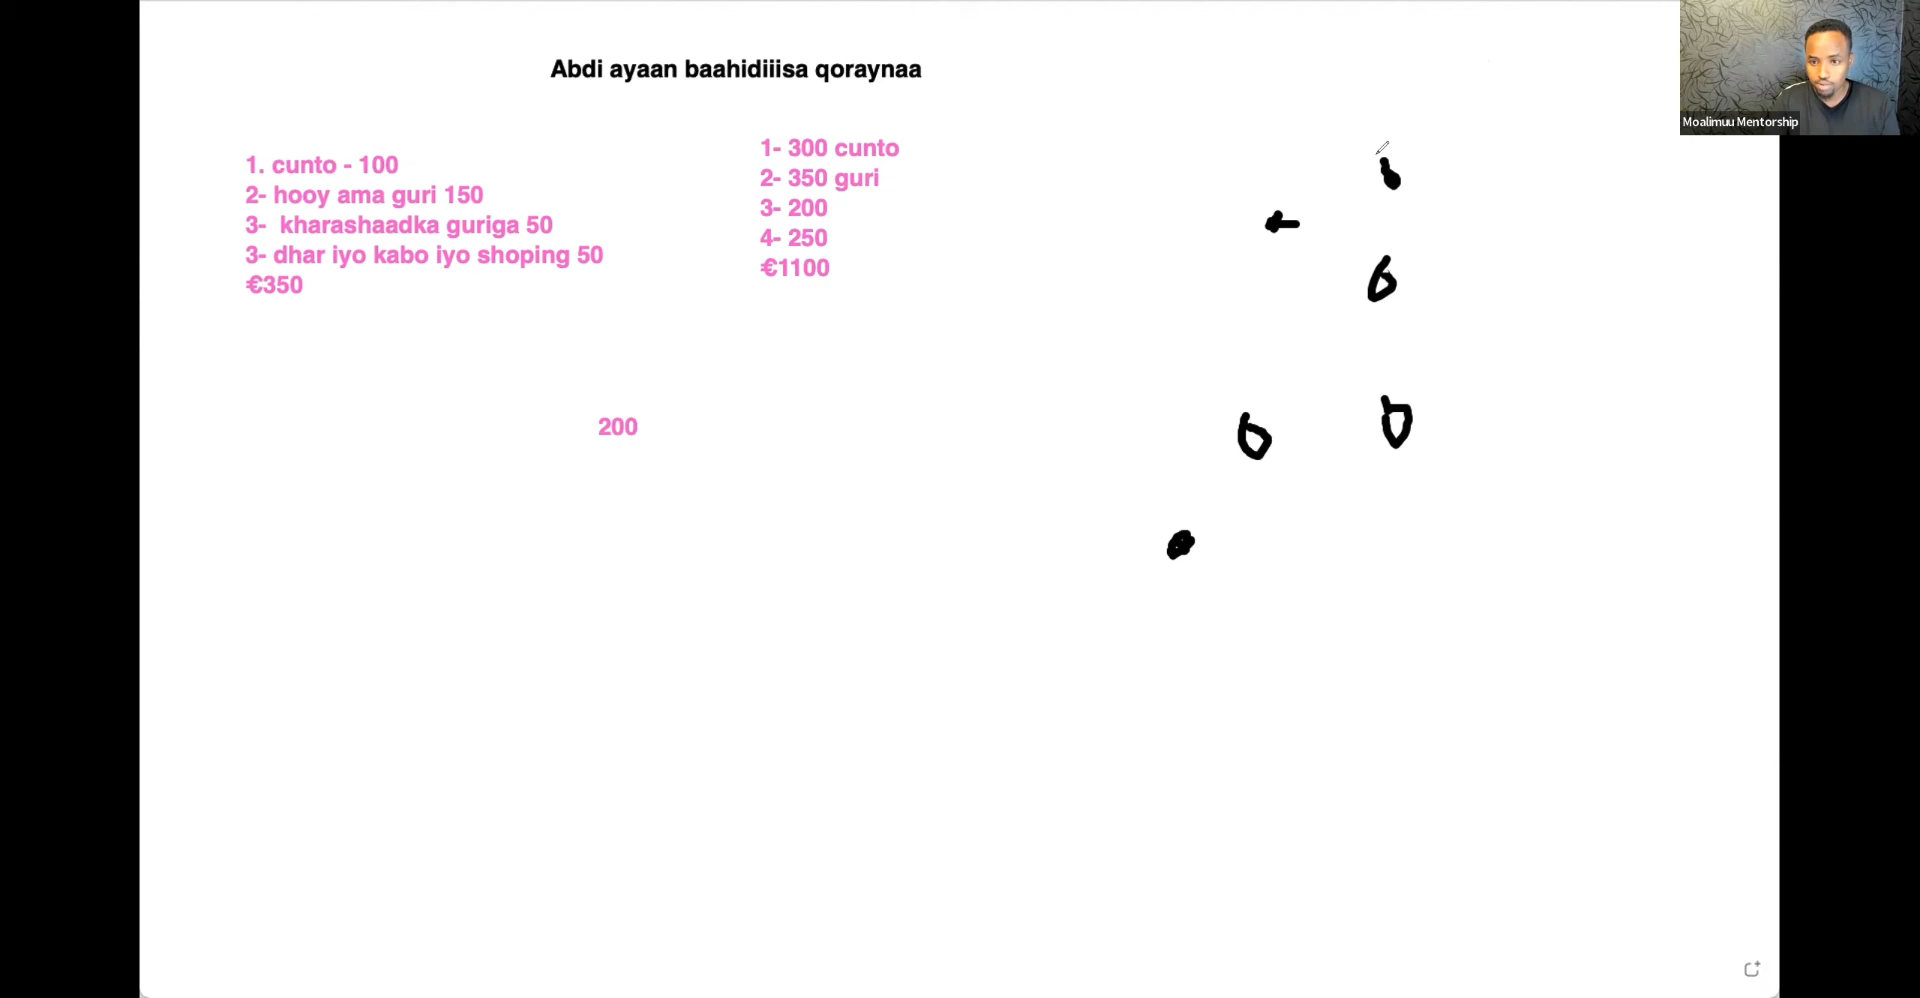 Abdi ayaan baahidiiisa qoraynaa
1. cunto - 100
2- hooy ama guri 150
3- kharashaadka guriga 50
3- dhar iyo kabo iyo shoping 50
€350
1- 300 cunto
2- 350 guri
3- 200
4- 250
€1100
200
Moalimuu Mentorship